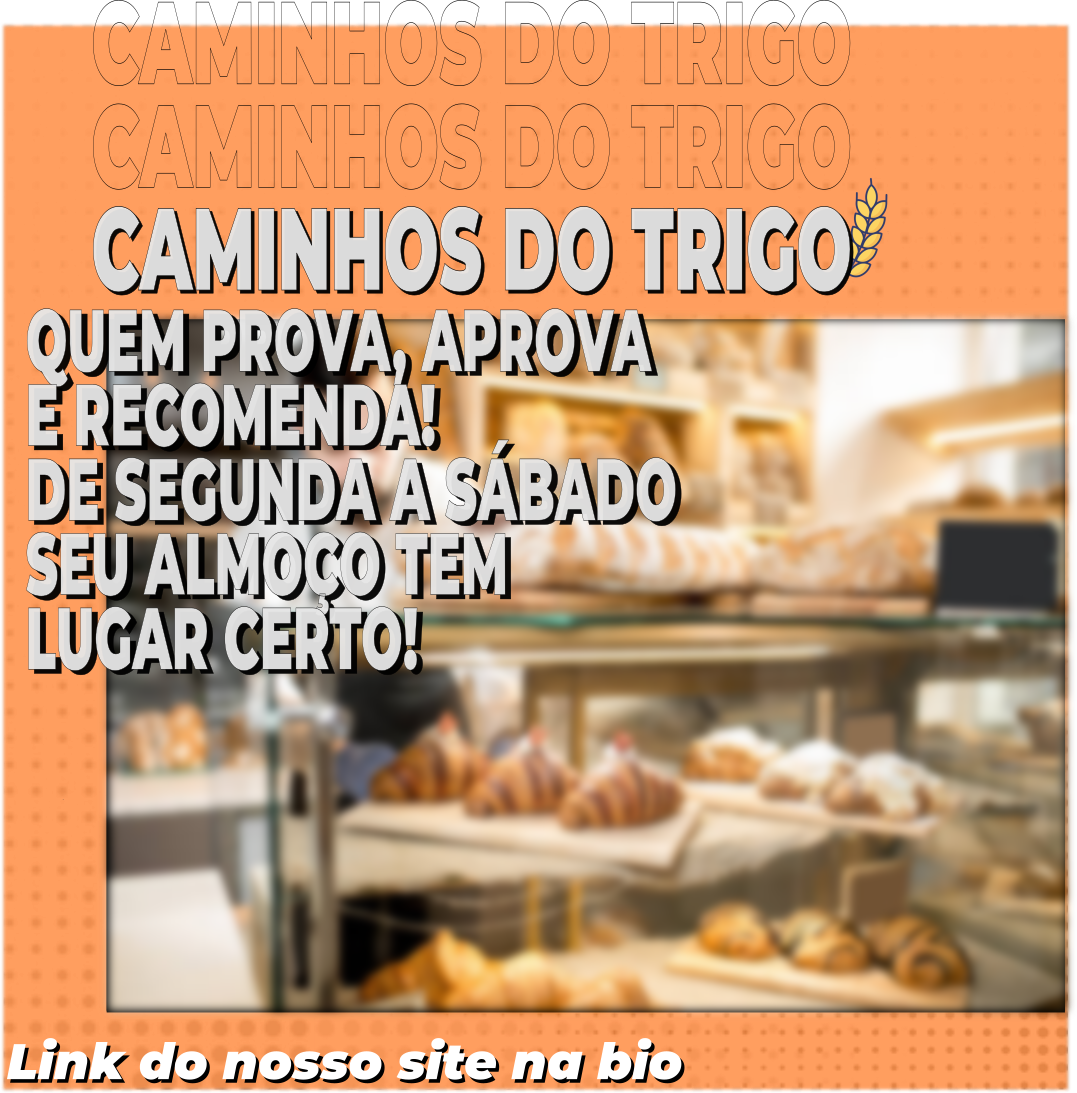 CAMINHOS DO TRIGO
CAMINHOS DO TRIGO
CAMINHOS DO TRIGO
QUEM PROVA, APROVA
E RECOMENDA!
DE SEGUNDA A SÁBADO
SEU ALMOÇO TEM
LUGAR CERTO!
Link do nosso site na bio